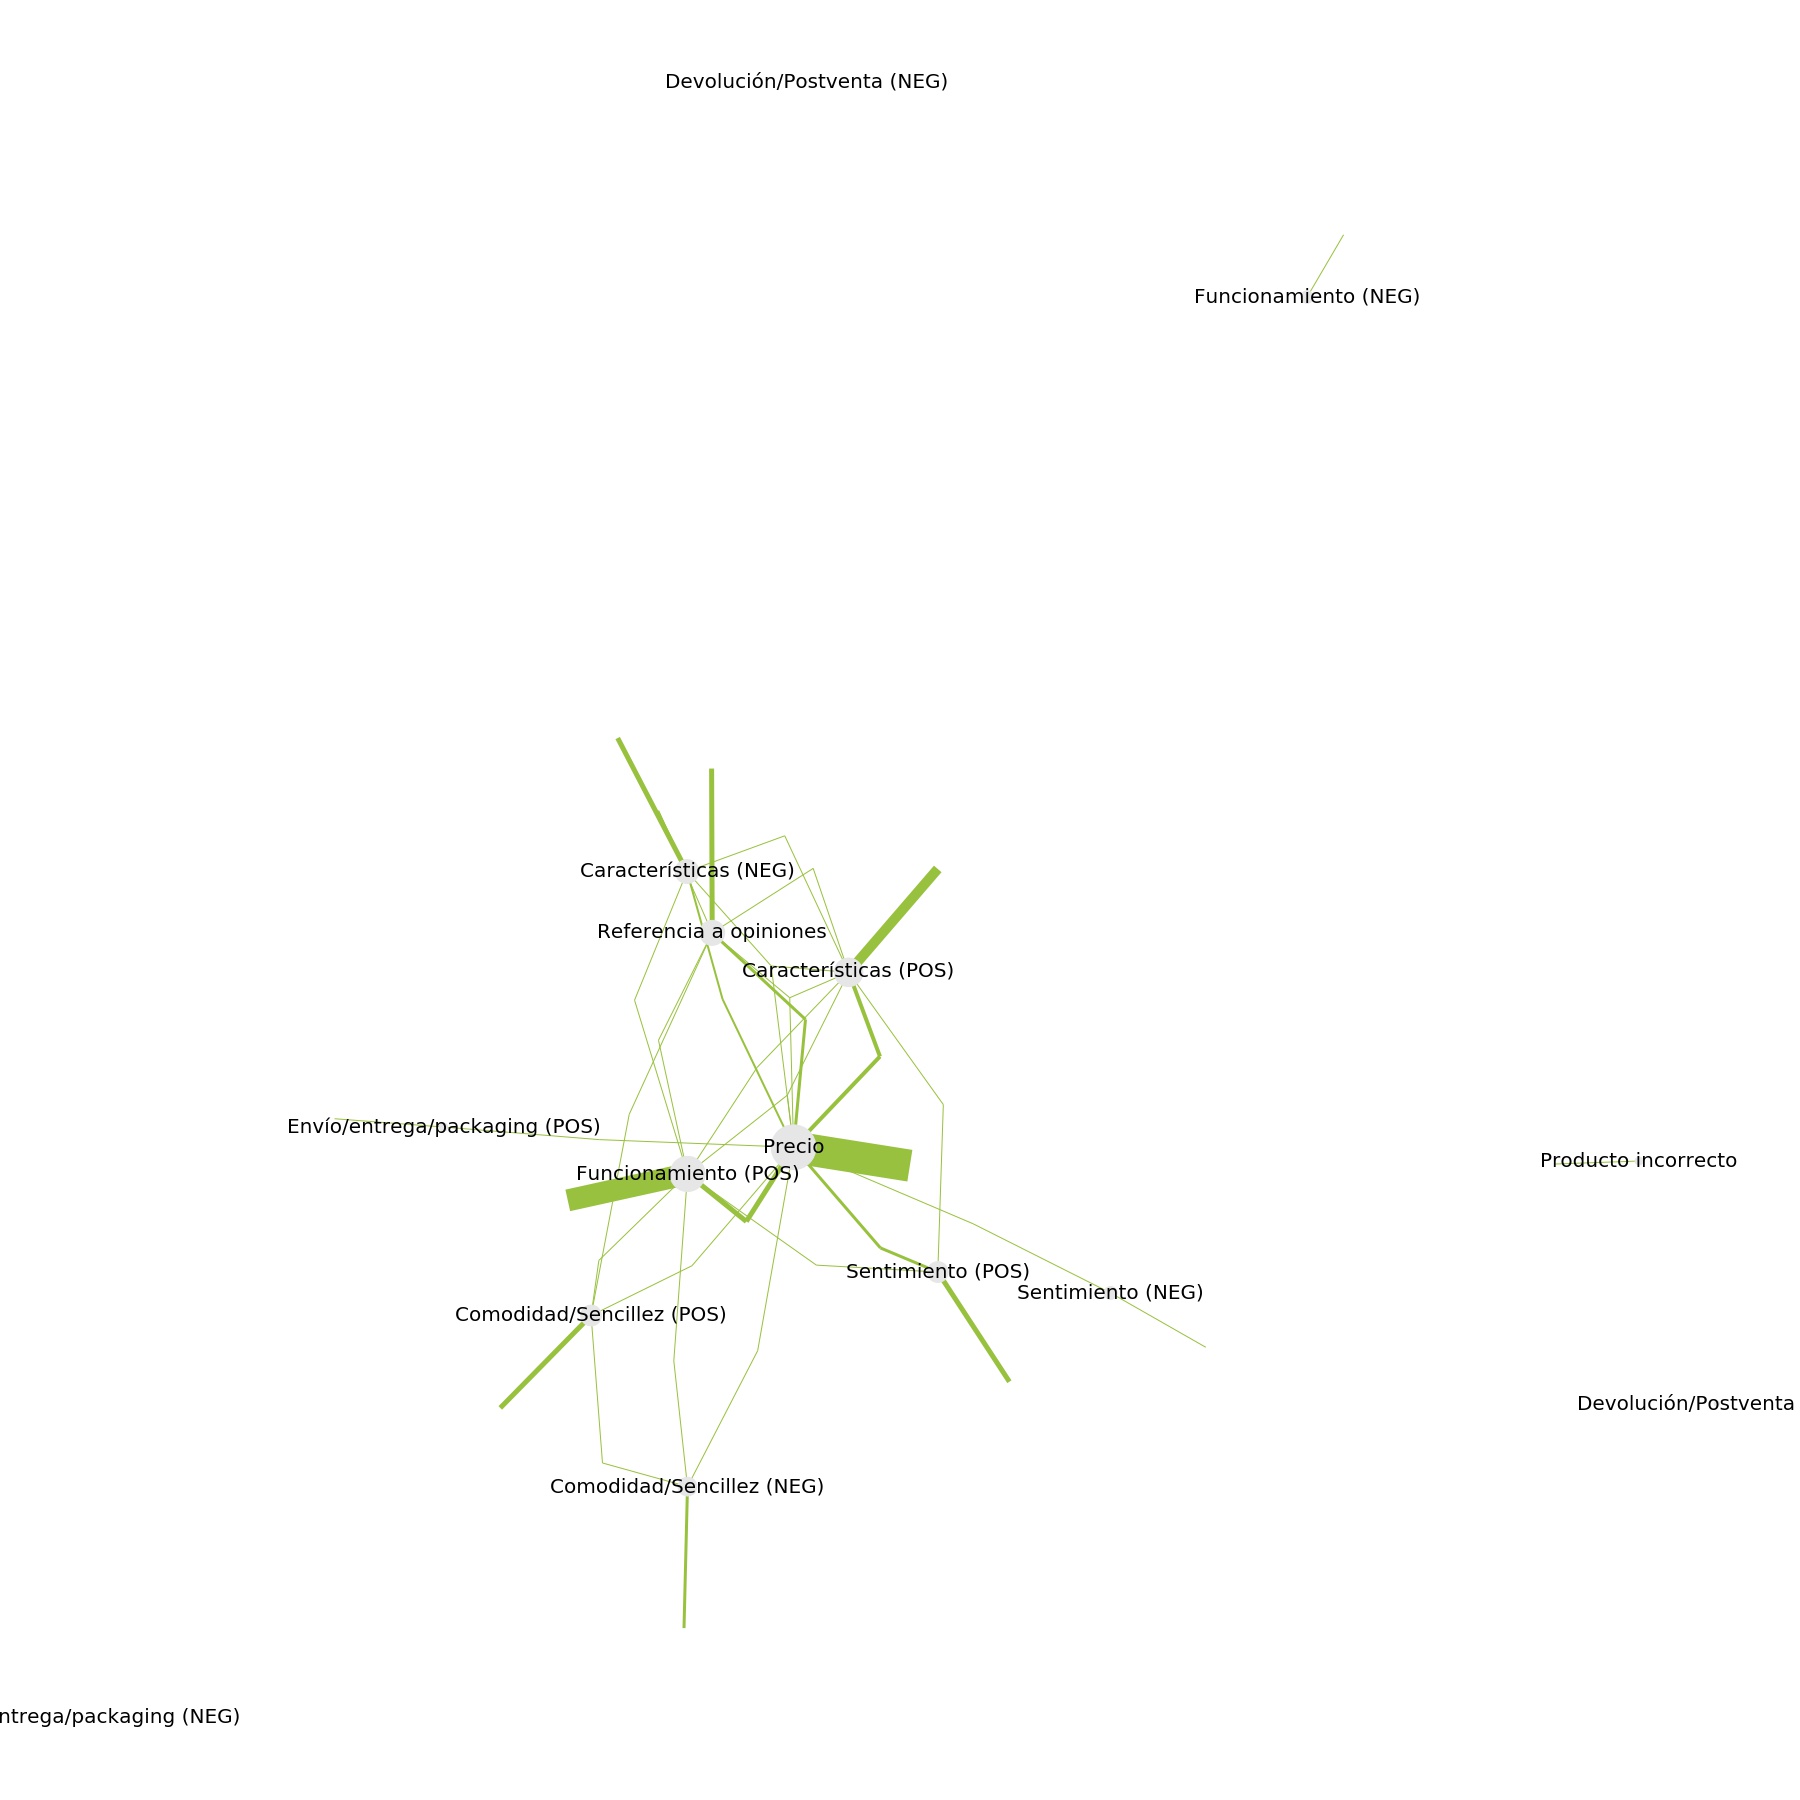 Devolución/Postventa (NEG)
Funcionamiento (NEG)
Características (NEG)
Referencia a opiniones
Características (POS)
Envío/entrega/packaging (POS)
Precio
Producto incorrecto
Funcionamiento (POS)
Sentimiento (POS)
Sentimiento (NEG)
Comodidad/Sencillez (POS)
Devolución/Postventa
Comodidad/Sencillez (NEG)
ntrega/packaging (NEG)